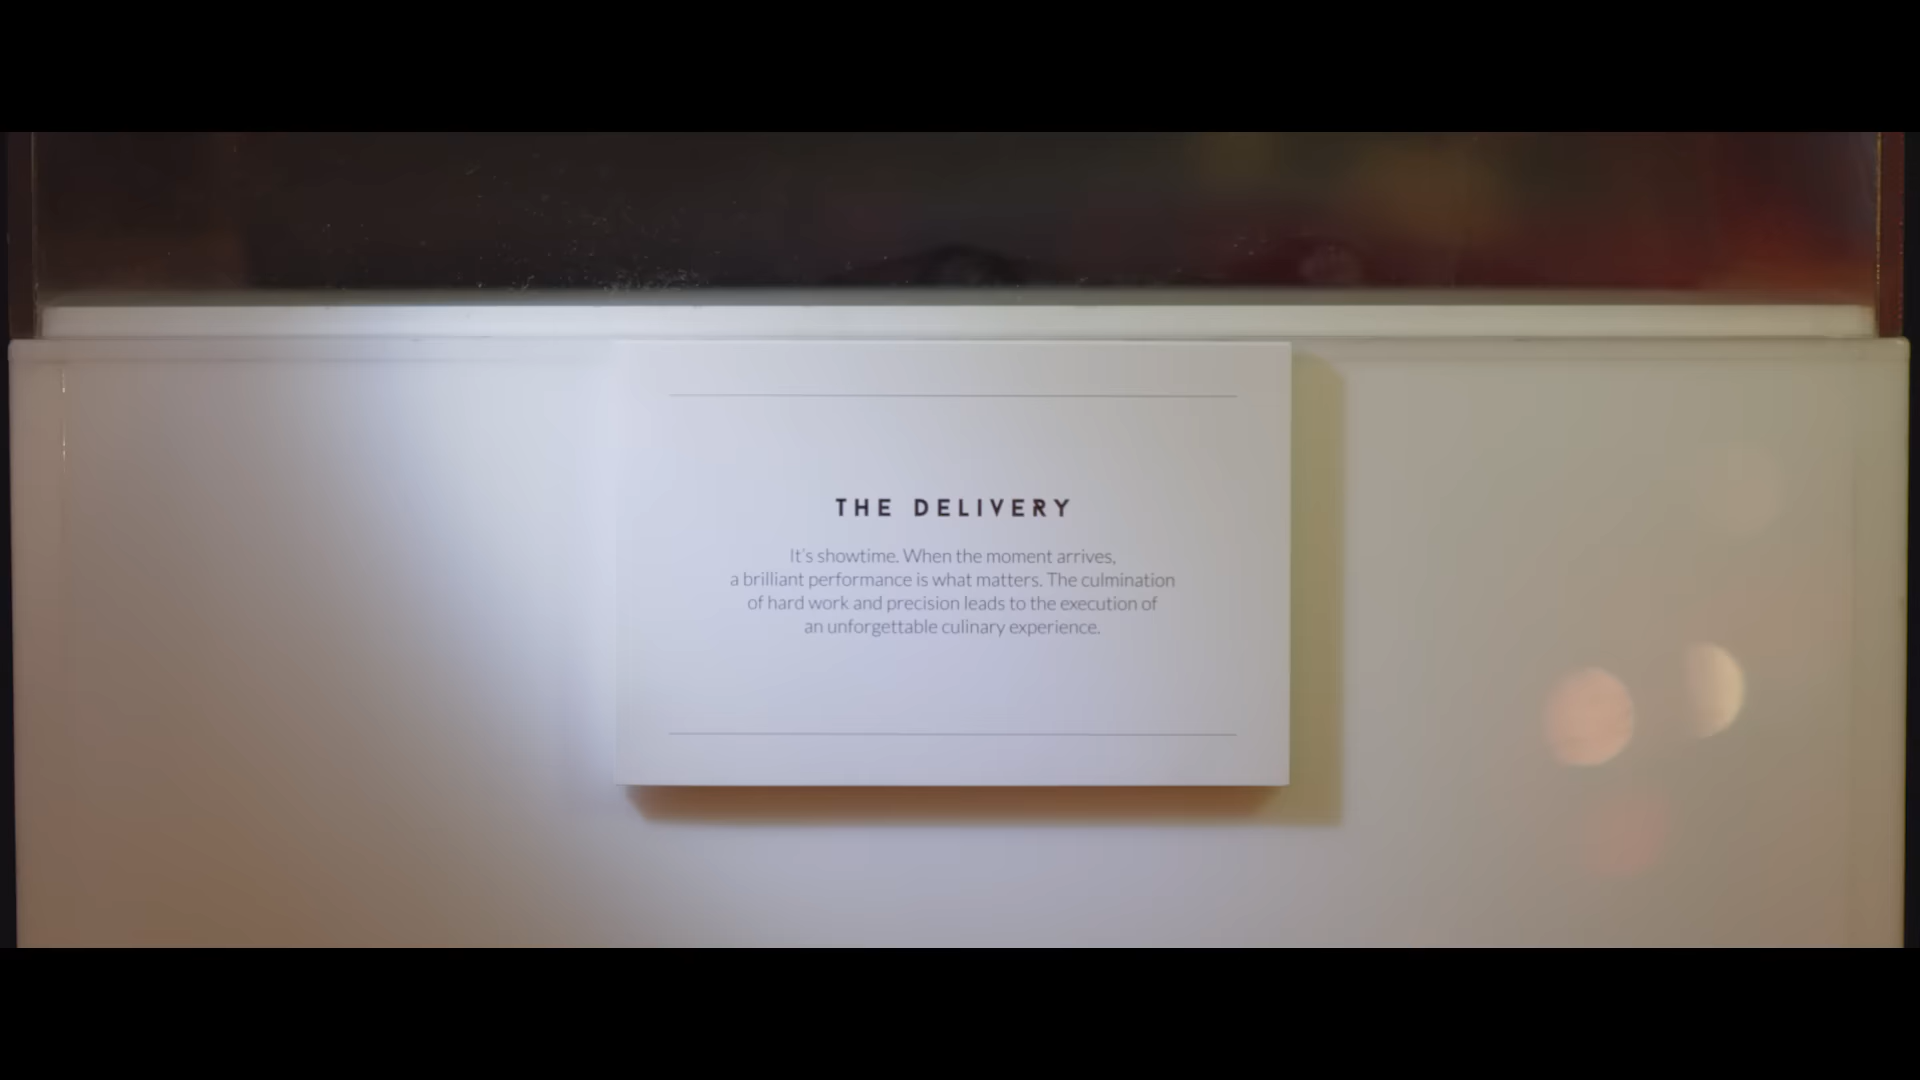 THE DELIVERY
It's showtime. When the moment arrives,
a brilliant performance is what matters. The culmination
of hard work and precision leads to the execution of
an unforgettable culinary experience.